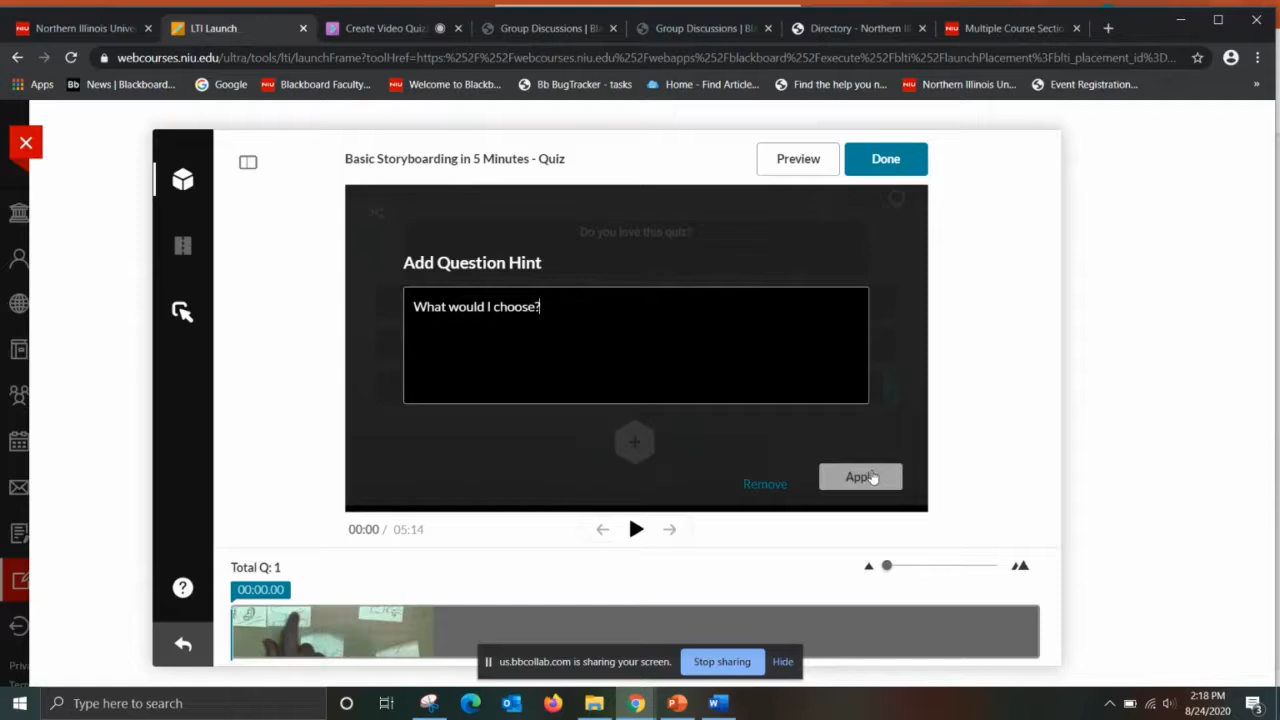 Northern Illinois Unive
LTI Launch
Create Video Quiz
Group Discussions | Bla
Group Discussions | Bla
Directory - Northern Il
Multiple Course Sectio
webcourses.niu.edu/ultra/tools/lti/launchFrame?toolHref=https:%252F%252Fwebcourses.niu.edu%252Fwebapps%252Fblackboard%252Fexecute%252Fblti%252FlaunchPlacement%3Fblti_placement_id%3D...
Apps
News | Blackboard...
Google
Blackboard Faculty...
Welcome to Blackb...
Bb BugTracker - tasks
Home - Find Article...
Find the help you n...
Northern Illinois Un...
Event Registration...
»
Basic Storyboarding in 5 Minutes - Quiz
Preview
Done
Do you love this quiz?
Add Question Hint
What would I choose?
Remove
Apply
00:00 / 05:14
Total Q: 1
00:00.00
us.bbcollab.com is sharing your screen.
Stop sharing
Hide
Priv
Term
Type here to search
2:18 PM
8/24/2020
3